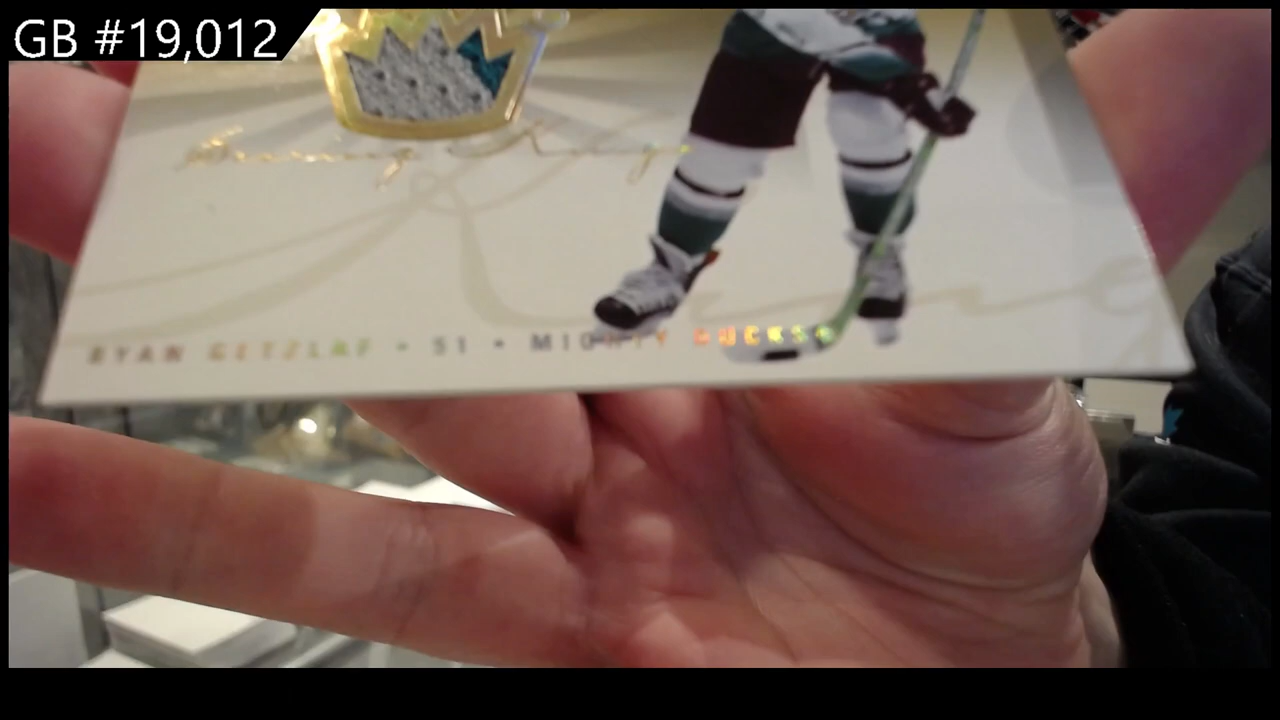 GB #19,012
RYAN GETZLAF • 51 • MIGHTY DUCKS